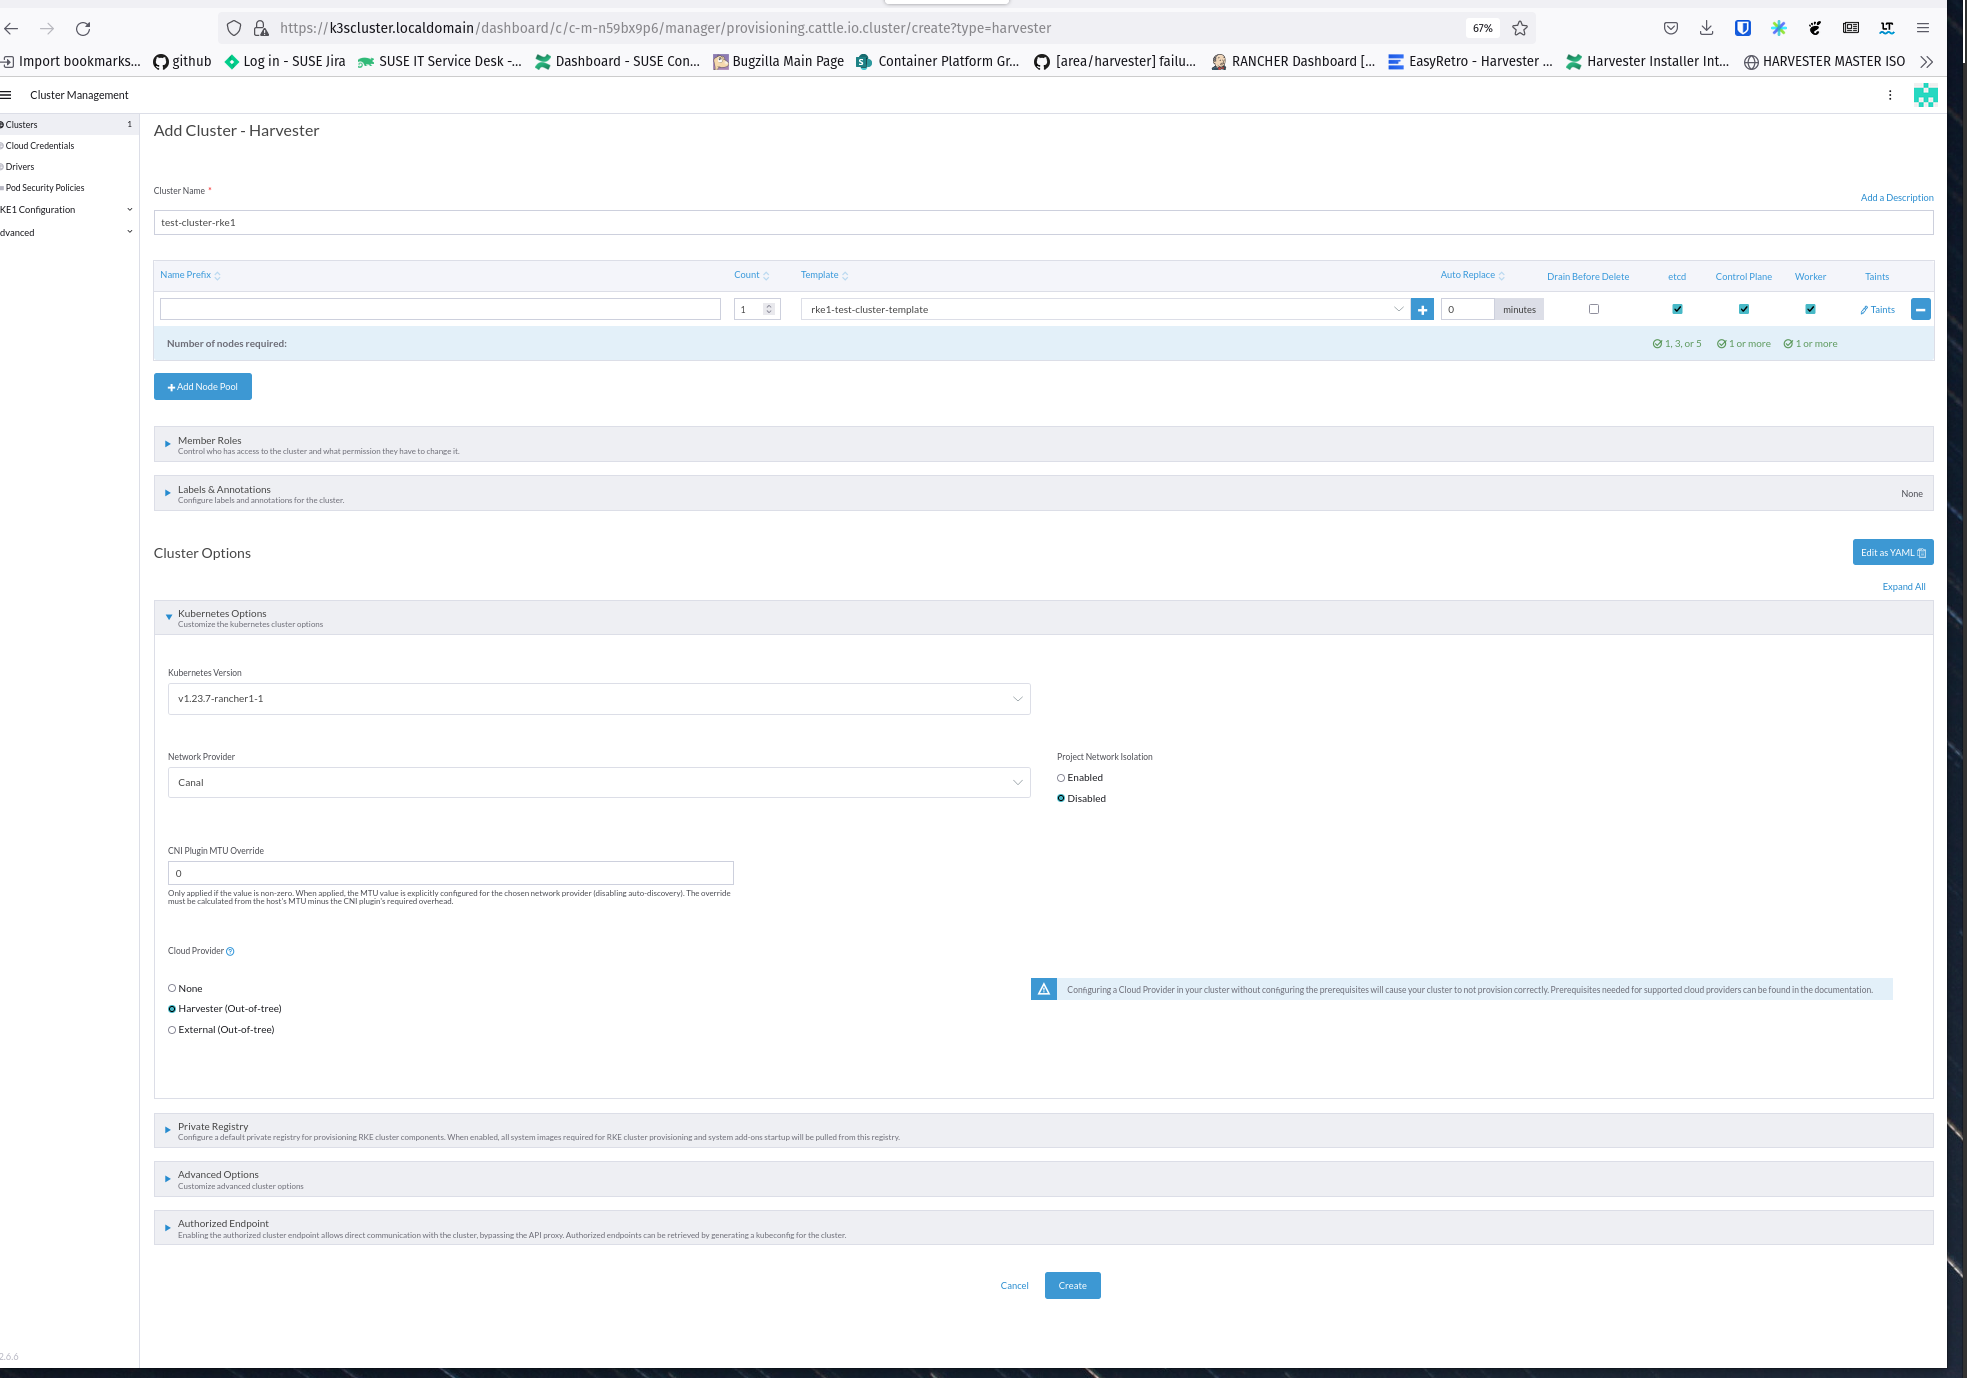 https://k3scluster.localdomain/dashboard/c/c-m-n59bx9p6/manager/provisioning.cattle.io.cluster/create?type=harvester
67%
Import bookmarks... github Log in - SUSE Jira SUSE IT Service Desk -... Dashboard - SUSE Con... Bugzilla Main Page Container Platform Gr... [area/harvester] failu... RANCHER Dashboard [... EasyRetro - Harvester ... Harvester Installer Int... HARVESTER MASTER ISO
Cluster Management
Clusters 1
Cloud Credentials
Drivers
Pod Security Policies
KE1 Configuration
dvanced
2.6.6
Add Cluster - Harvester
Cluster Name *
Add a Description
test-cluster-rke1
Name Prefix Count Template Auto Replace Drain Before Delete etcd Control Plane Worker Taints
1 rke1-test-cluster-template 0 minutes Taints
Number of nodes required: 1, 3, or 5 1 or more 1 or more
Add Node Pool
Member Roles
Control who has access to the cluster and what permission they have to change it.
Labels & Annotations
Configure labels and annotations for the cluster.
None
Cluster Options
Edit as YAML
Expand All
Kubernetes Options
Customize the kubernetes cluster options
Kubernetes Version
v1.23.7-rancher1-1
Network Provider
Canal
Project Network Isolation
Enabled
Disabled
CNI Plugin MTU Override
0
Only applied if the value is non-zero. When applied, the MTU value is explicitly configured for the chosen network provider (disabling auto-discovery). The override
must be calculated from the host's MTU minus the CNI plugin's required overhead.
Cloud Provider
None
Harvester (Out-of-tree)
External (Out-of-tree)
Configuring a Cloud Provider in your cluster without configuring the prerequisites will cause your cluster to not provision correctly. Prerequisites needed for supported cloud providers can be found in the documentation.
Private Registry
Configure a default private registry for provisioning RKE cluster components. When enabled, all system images required for RKE cluster provisioning and system add-ons startup will be pulled from this registry.
Advanced Options
Customize advanced cluster options
Authorized Endpoint
Enabling the authorized cluster endpoint allows direct communication with the cluster, bypassing the API proxy. Authorized endpoints can be retrieved by generating a kubeconfig for the cluster.
Cancel Create